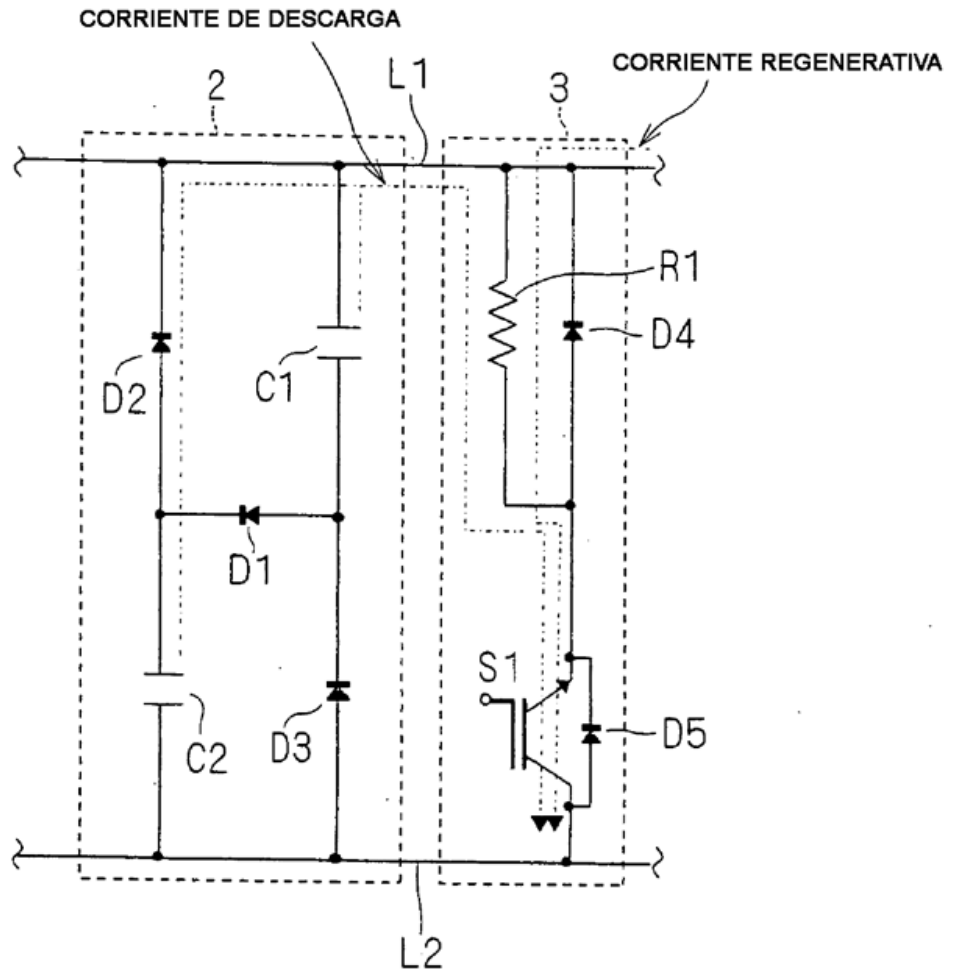 CORRIENTE DE DESCARGA
CORRIENTE REGENERATIVA
2
L1
3
R1
D4
D2
C1
D1
S1
D5
C2
D3
L2